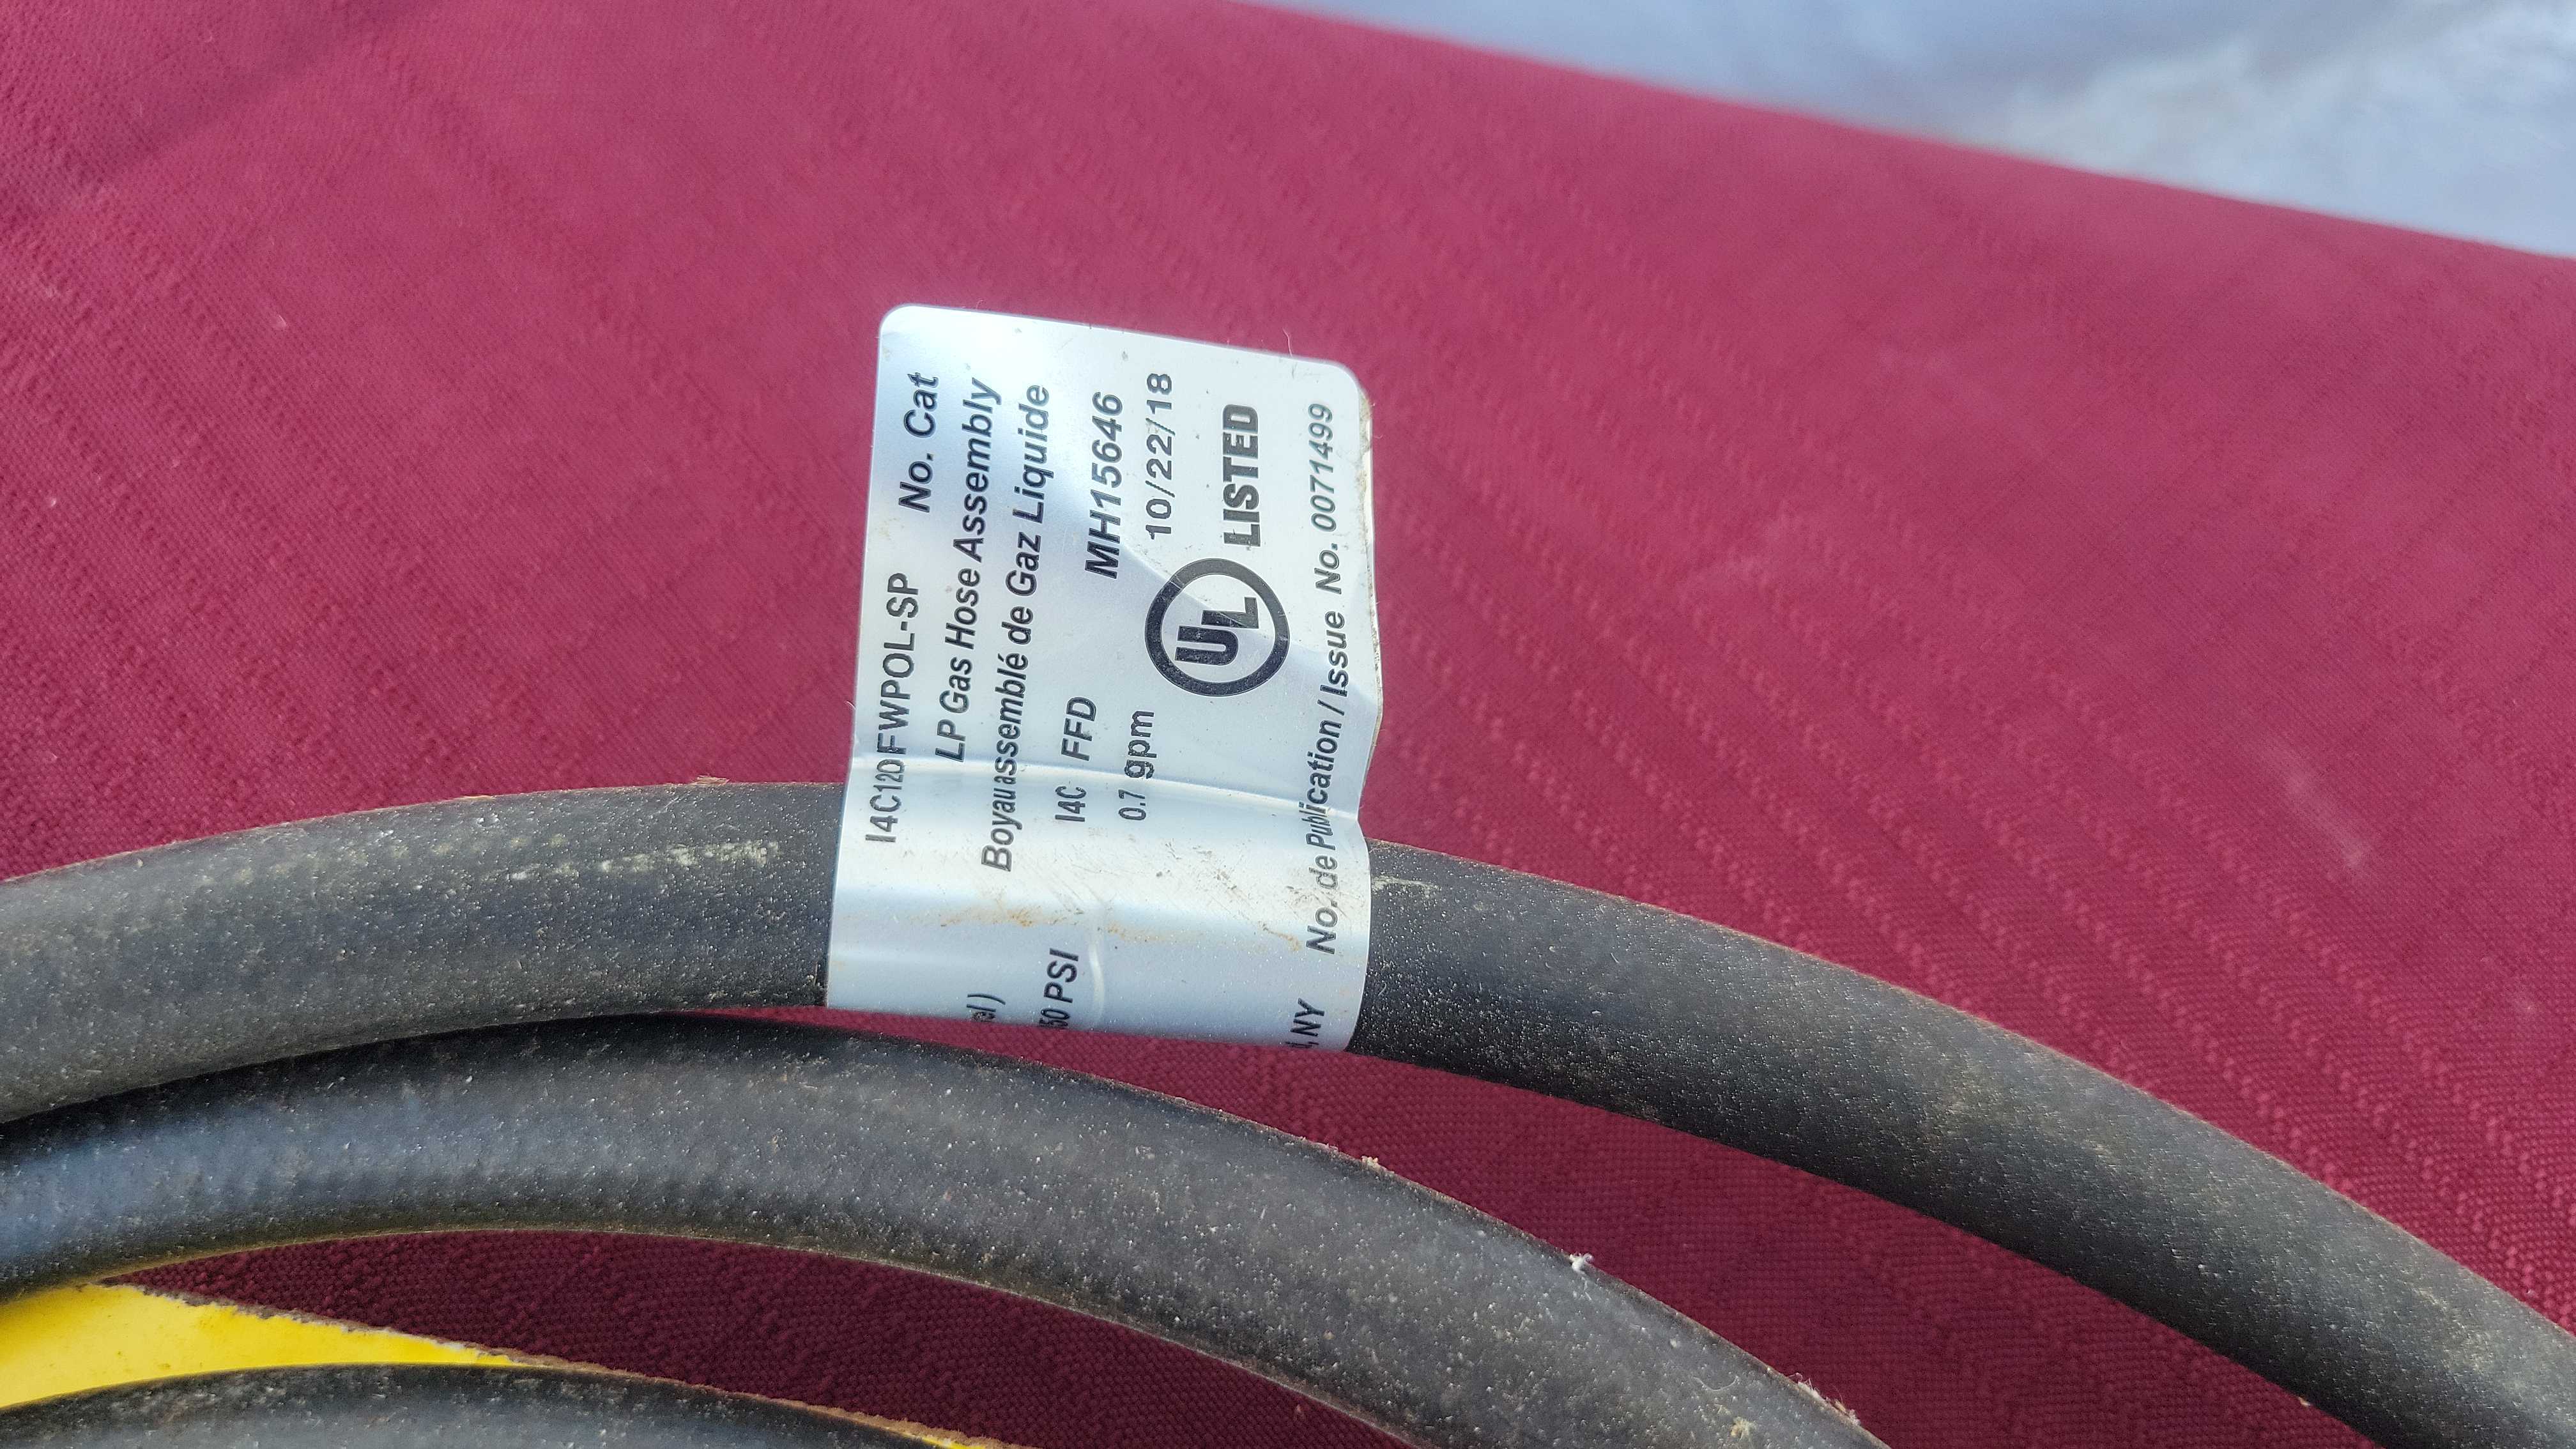 I4C12DFWPOL-SP No. Cat
LP Gas Hose Assembly
Boyau assemblé de Gaz Liquide
I4C FFD MH15646
0.7 gpm 10/22/18
UL LISTED
No. de Publication / Issue No. 0071499
50 PSI
, NY